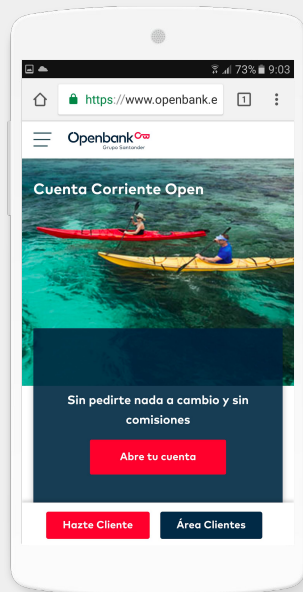 73% 9:03
https://www.openbank.e
1
Openbank
Grupo Santander
Cuenta Corriente Open
Sin pedirte nada a cambio y sin
comisiones
Abre tu cuenta
Hazte Cliente
Área Clientes